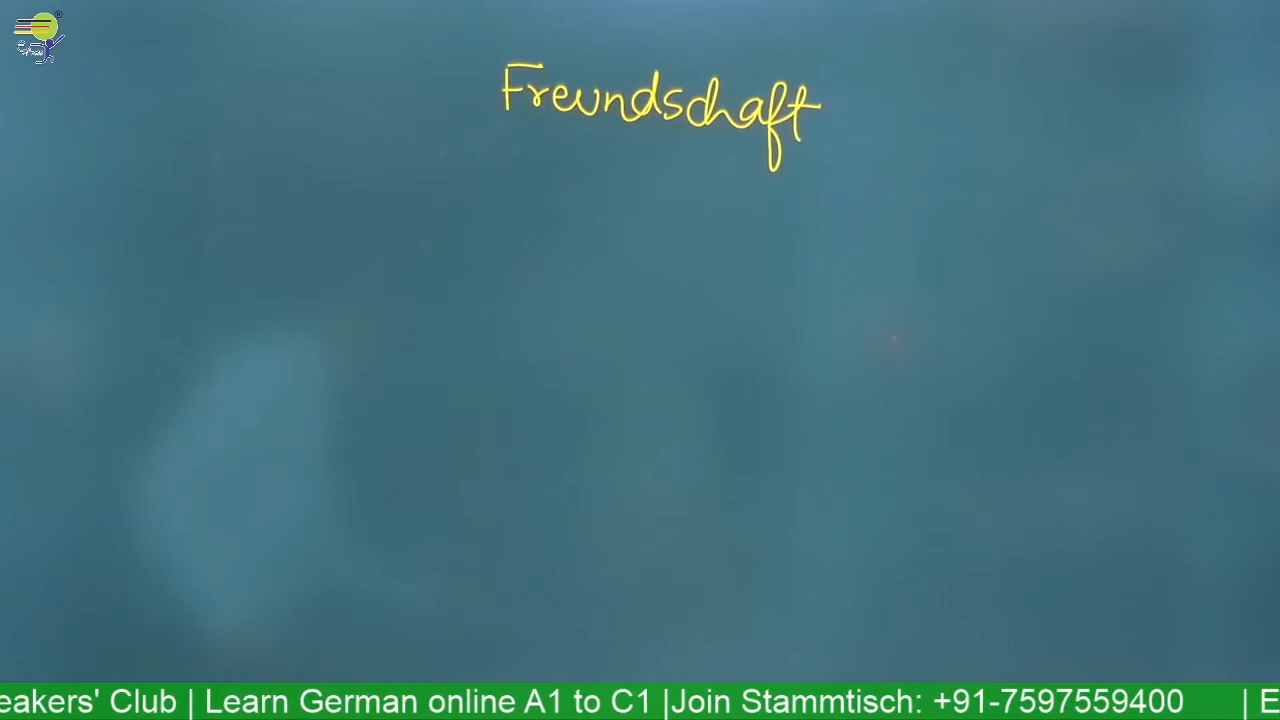 Freundschaft
eakers' Club | Learn German online A1 to C1 |Join Stammtisch: +91-7597559400 | E